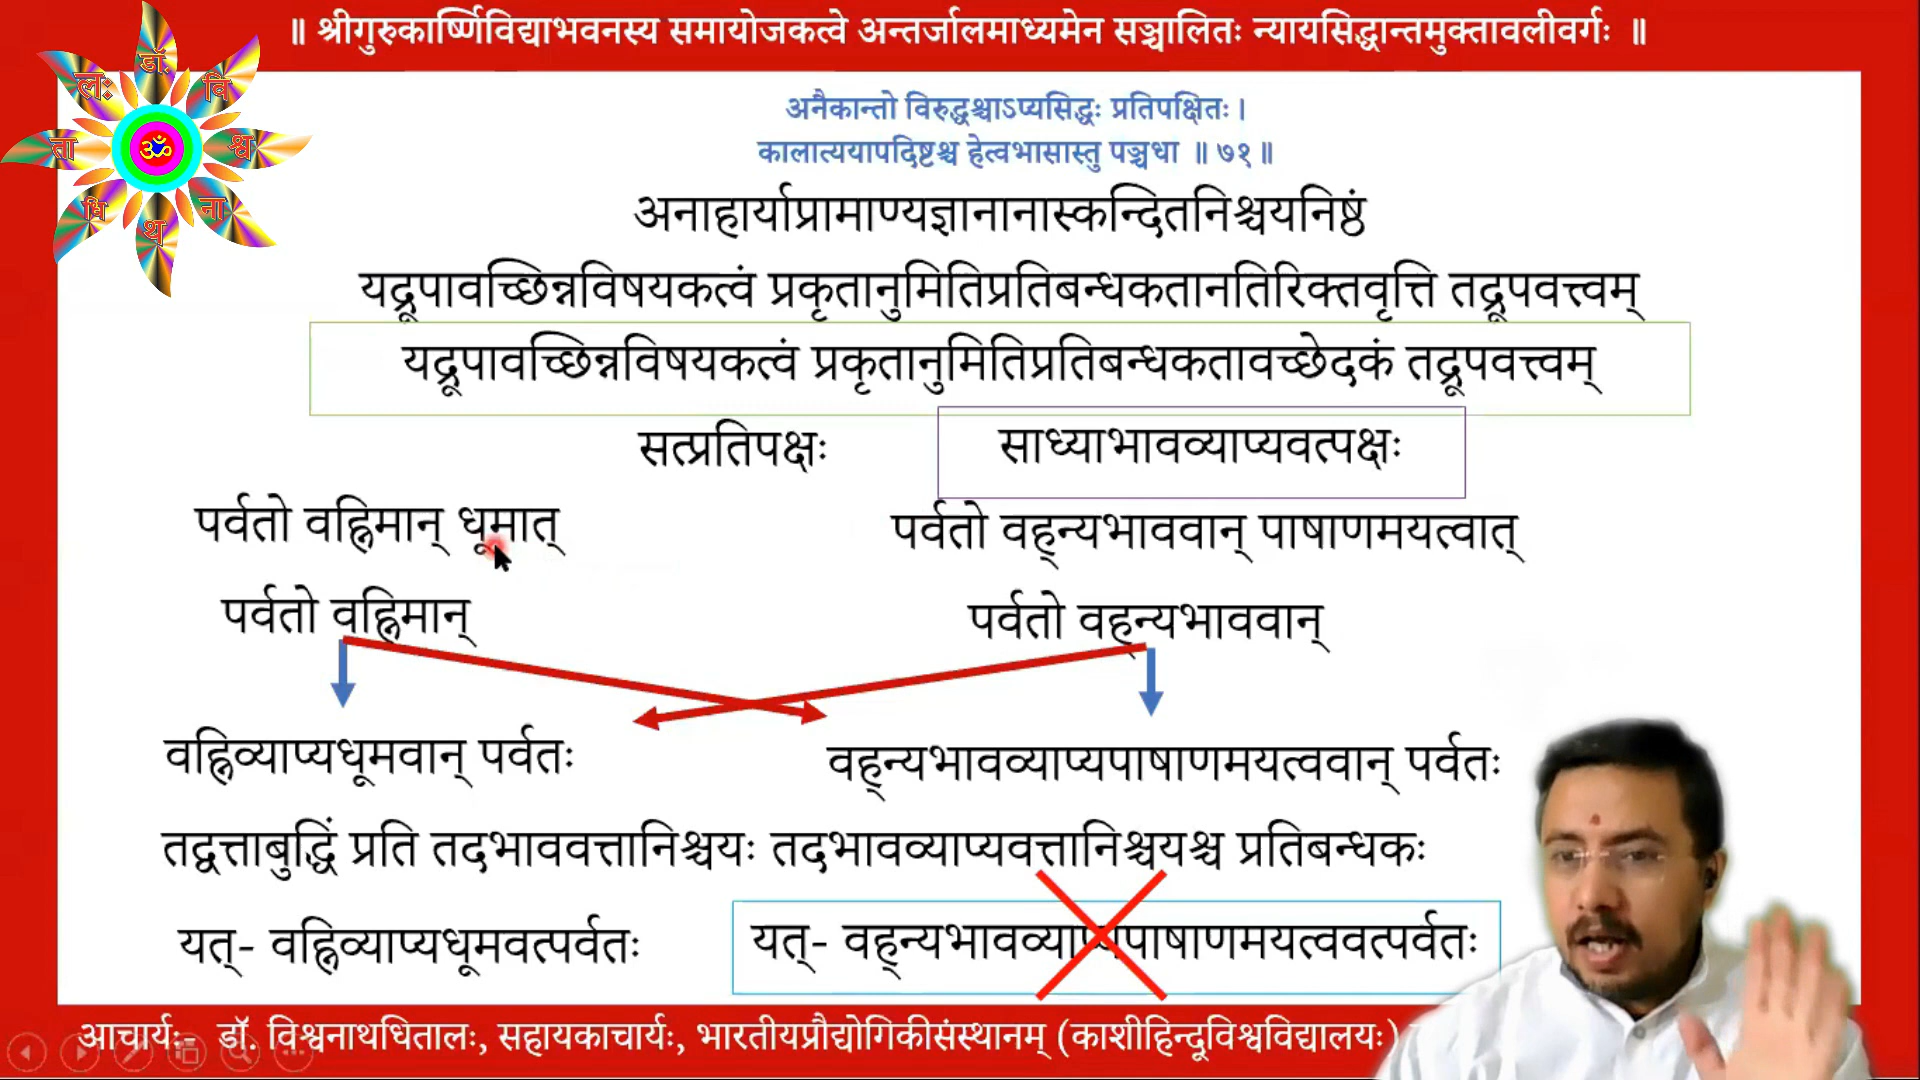 ॥ श्रीगुरुकार्ष्णिविद्याभवनस्य समायोजकत्वे अन्तर्जालमाध्यमेन सञ्चालितः न्यायसिद्धान्तमुक्तावलीवर्गः ॥
डॉ. वि श्व ना थ धि ता लः
ॐ
अनैकान्तो विरुद्धश्चाऽप्यसिद्धः प्रतिपक्षितः।
कालात्ययापदिष्टश्च हेत्वभासास्तु पञ्चधा ॥७१॥
अनाहार्याप्रामाण्यज्ञानानास्कन्दितनिश्चयनिष्ठं
यद्रूपावच्छिन्नविषयकत्वं प्रकृतानुमितिप्रतिबन्धकतानतिरिक्तवृत्ति तद्रूपवत्त्वम्
यद्रूपावच्छिन्नविषयकत्वं प्रकृतानुमितिप्रतिबन्धकतावच्छेदकं तद्रूपवत्त्वम्
सत्प्रतिपक्षः साध्याभावव्याप्यवत्पक्षः
पर्वतो वह्निमान् धूमात् पर्वतो वह्न्यभाववान् पाषाणमयत्वात्
पर्वतो वह्निमान् पर्वतो वह्न्यभाववान्
वह्निव्याप्यधूमवान् पर्वतः वह्न्यभावव्याप्यपाषाणमयत्ववान् पर्वतः
तद्वत्ताबुद्धिं प्रति तदभाववत्तानिश्चयः तदभावव्याप्यवत्तानिश्चयश्च प्रतिबन्धकः
यत्- वह्निव्याप्यधूमवत्पर्वतः यत्- वह्न्यभावव्याप्यपाषाणमयत्ववत्पर्वतः
आचार्यः- डॉ. विश्वनाथधितालः, सहायकाचार्यः, भारतीयप्रौद्योगिकीसंस्थानम् (काशीहिन्दूविश्वविद्यालयः)